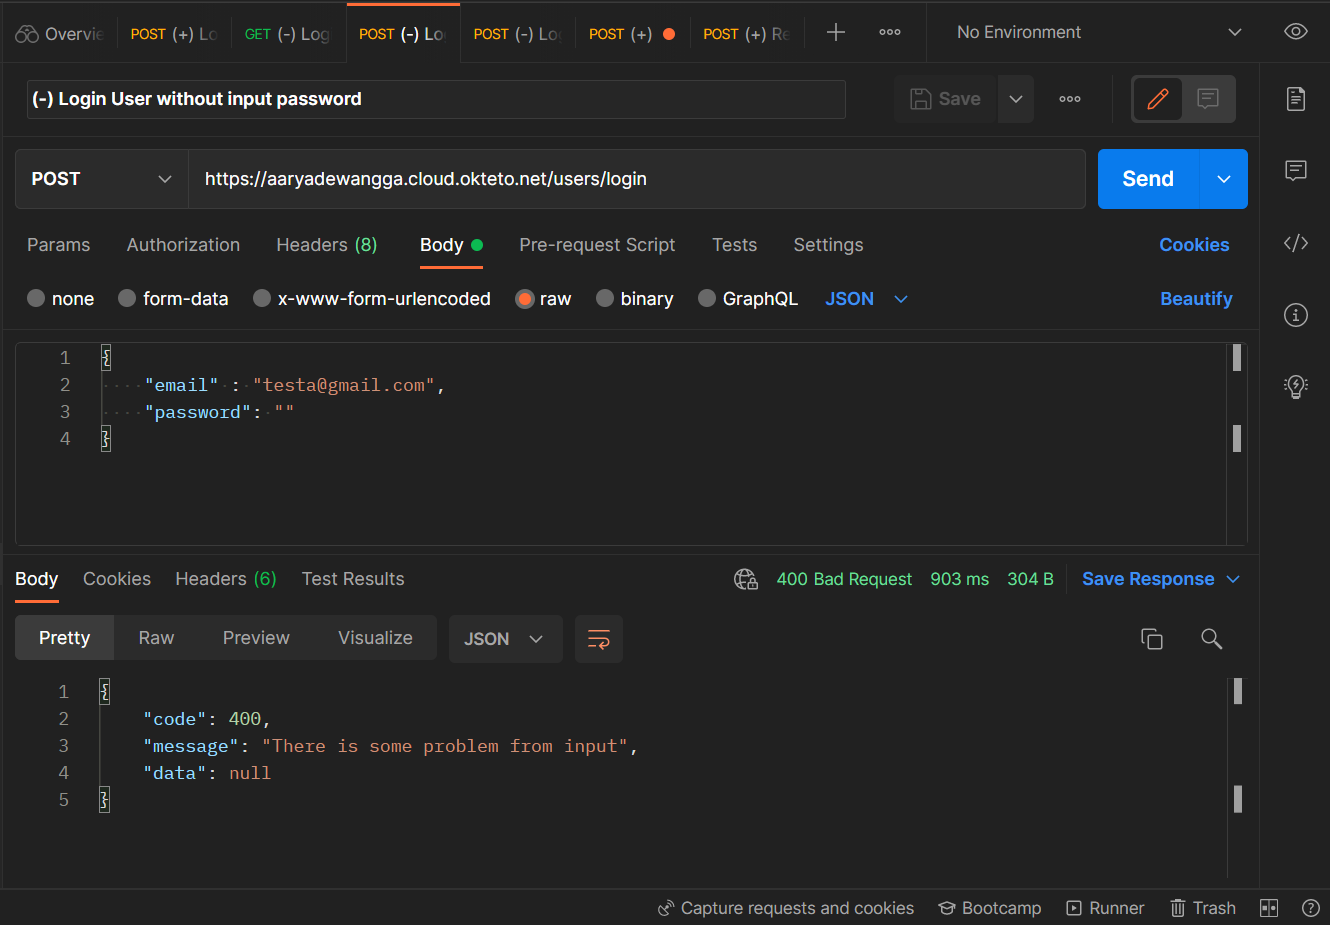 Overvie
POST (+) Lo
GET (-) Log
POST (-) Lo
POST (-) Lo
POST (+)
POST (+) Re
No Environment
(-) Login User without input password
Save
POST
https://aaryadewangga.cloud.okteto.net/users/login
Send
Params Authorization Headers (8) Body Pre-request Script Tests Settings Cookies
none form-data x-www-form-urlencoded raw binary GraphQL JSON Beautify
1 {
2 "email" : "testa@gmail.com",
3 "password": ""
4 }
Body Cookies Headers (6) Test Results 400 Bad Request 903 ms 304 B Save Response
Pretty Raw Preview Visualize JSON
1 {
2 "code": 400,
3 "message": "There is some problem from input",
4 "data": null
5 }
Capture requests and cookies Bootcamp Runner Trash